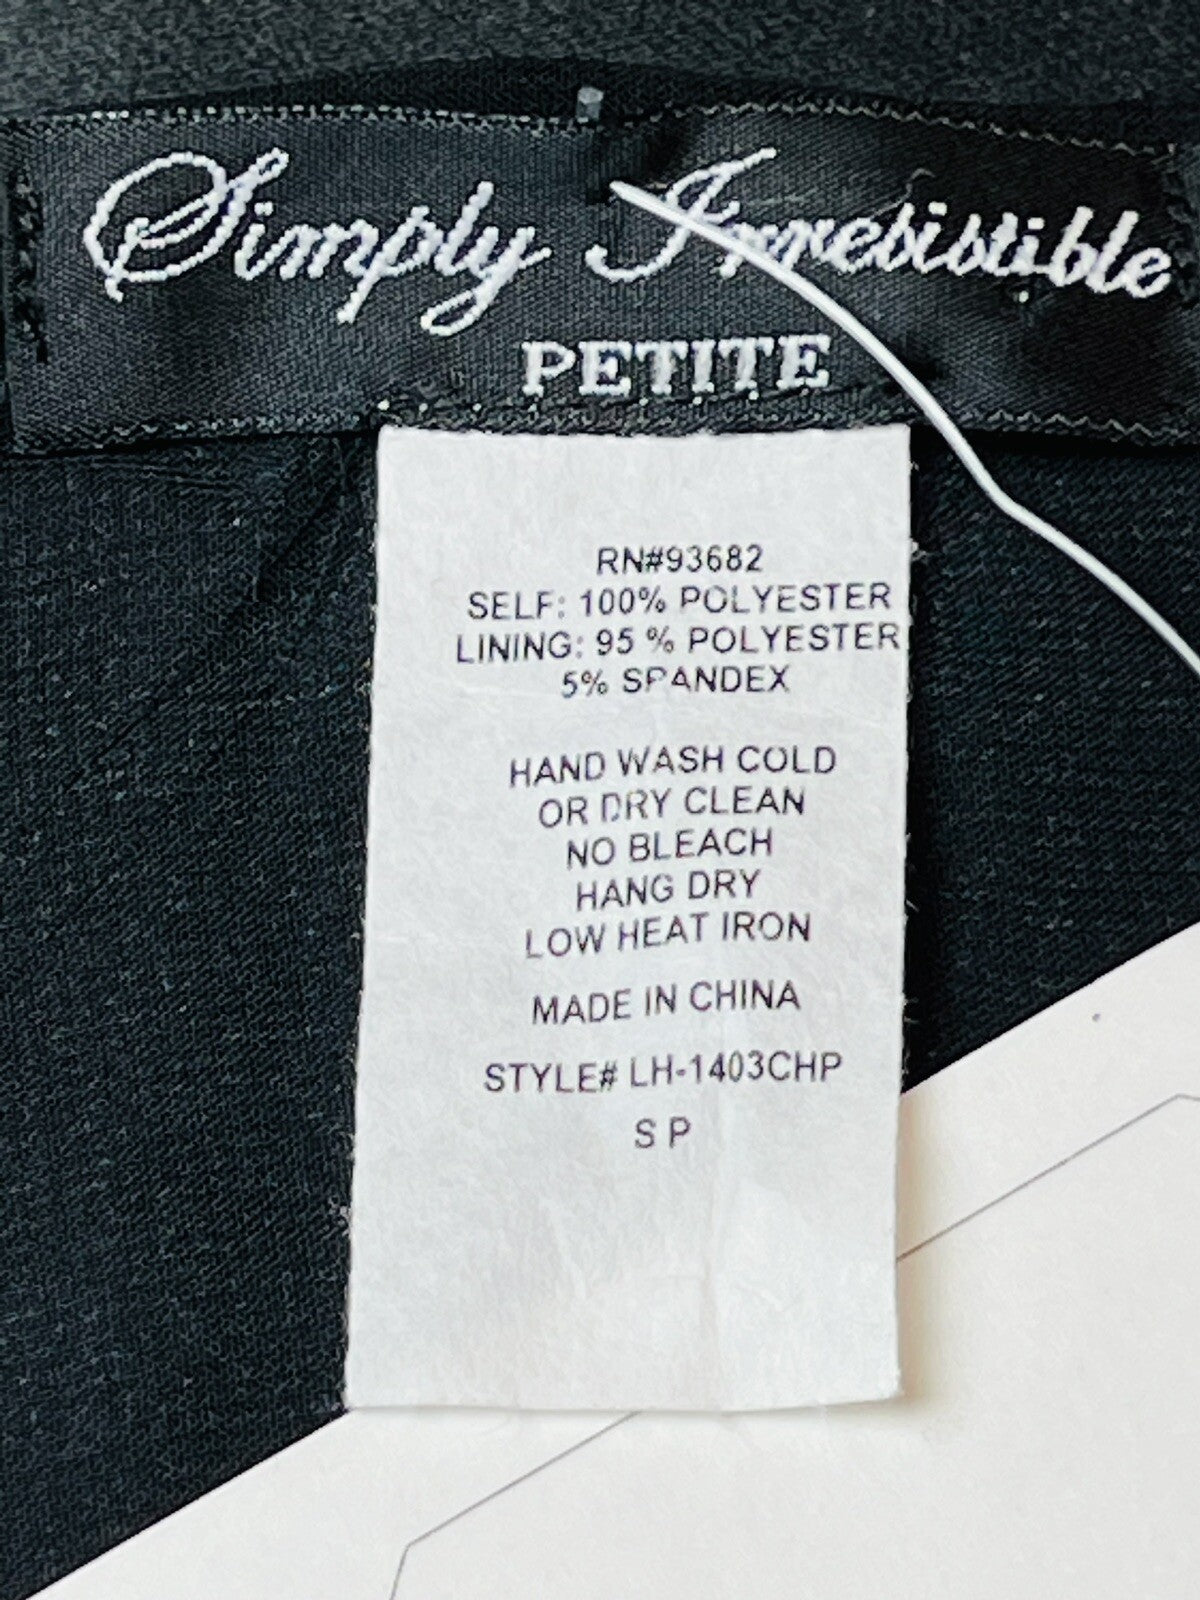 Simply Irresistible
PETITE
RN#93682
SELF: 100% POLYESTER
LINING: 95 % POLYESTER
5% SPANDEX
HAND WASH COLD
OR DRY CLEAN
NO BLEACH
HANG DRY
LOW HEAT IRON
MADE IN CHINA
STYLE# LH-1403CHP
S P